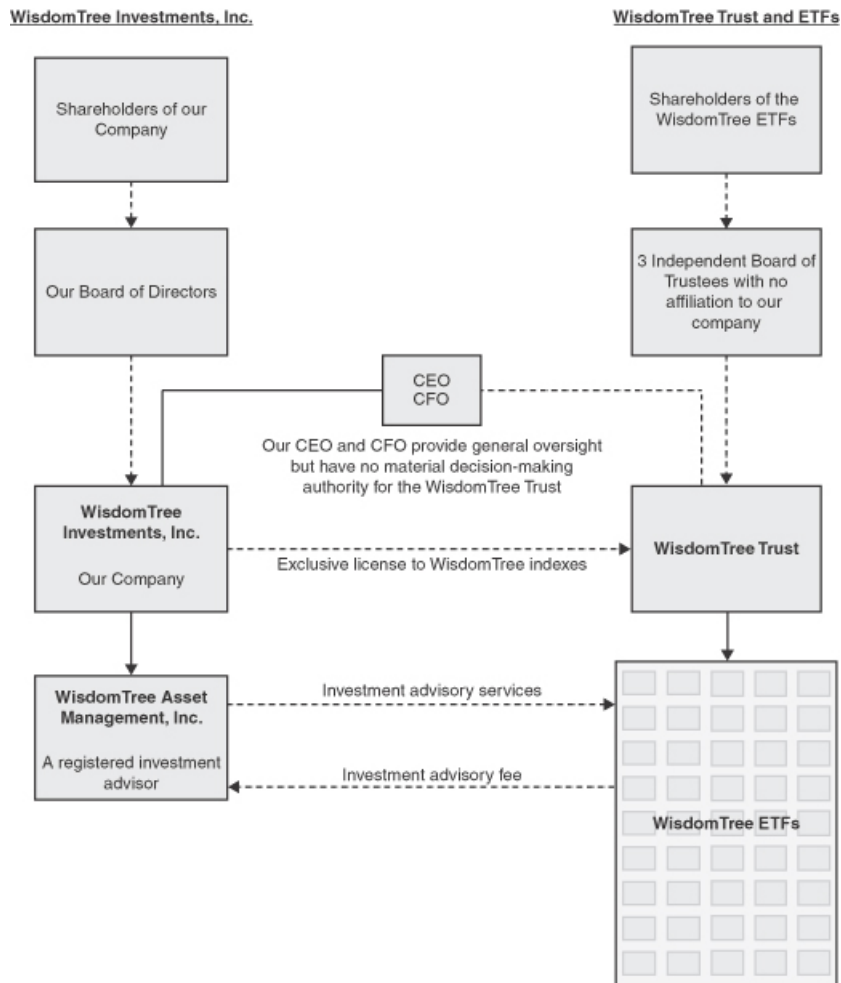 WisdomTree Investments, Inc.
WisdomTree Trust and ETFs
Shareholders of our
Company
Shareholders of the
WisdomTree ETFs
Our Board of Directors
3 Independent Board of
Trustees with no
affiliation to our
company
CEO
CFO
Our CEO and CFO provide general oversight
but have no material decision-making
authority for the WisdomTree Trust
WisdomTree
Investments, Inc.
Our Company
Exclusive license to WisdomTree indexes
WisdomTree Trust
WisdomTree Asset
Management, Inc.
A registered investment
advisor
Investment advisory services
Investment advisory fee
WisdomTree ETFs